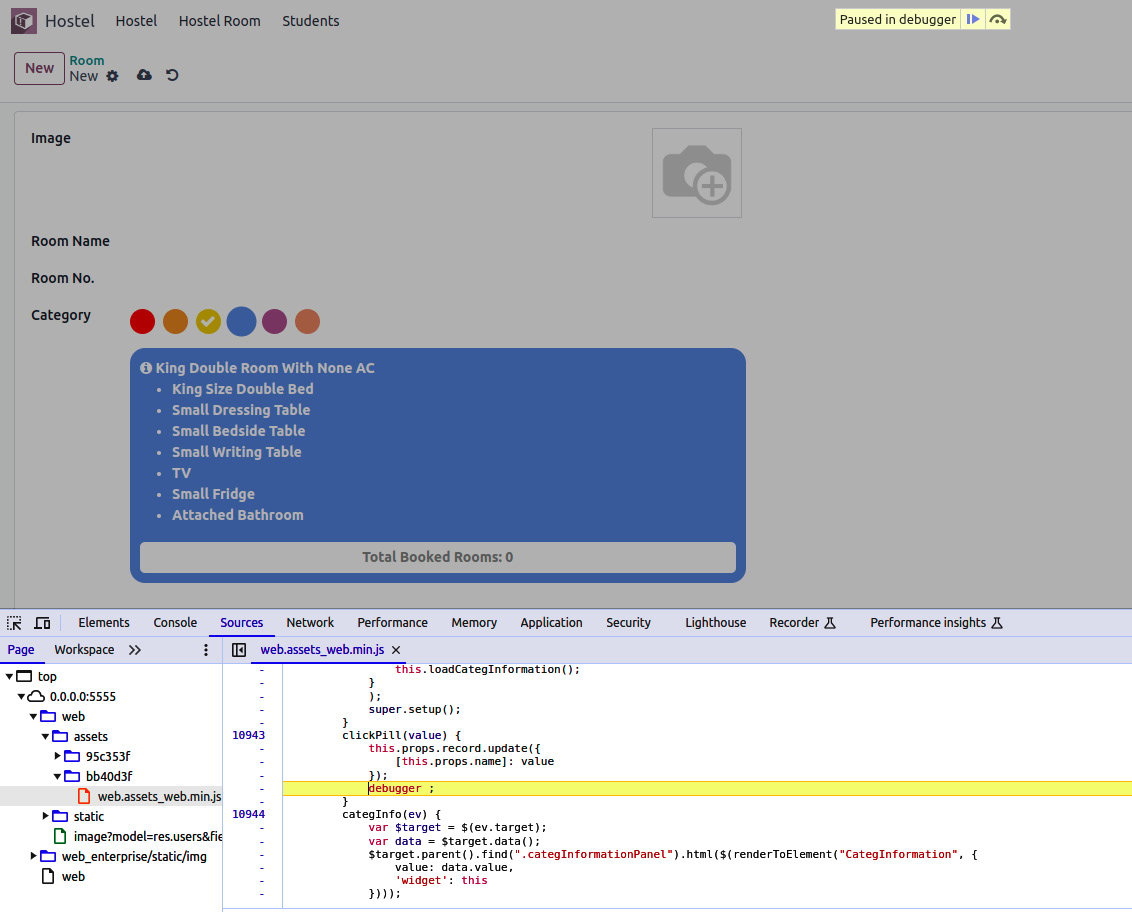 Hostel Hostel Hostel Room Students
Paused in debugger
New
Room
New
Image
Room Name
Room No.
Category
King Double Room With None AC
• King Size Double Bed
• Small Dressing Table
• Small Bedside Table
• Small Writing Table
• TV
• Small Fridge
• Attached Bathroom
Total Booked Rooms: 0
Elements Console Sources Network Performance Memory Application Security Lighthouse Recorder Performance insights
Page Workspace
web.assets_web.min.js ×
top
0.0.0.0:5555
web
assets
95c353f
bb40d3f
web.assets_web.min.js
static
image?model=res.users&fie
web_enterprise/static/img
web
- this.loadCategInformation();
- }
- );
- super.setup();
- }
10943 clickPill(value) {
- this.props.record.update({
- [this.props.name]: value
- });
- debugger ;
- }
10944 categInfo(ev) {
- var $target = $(ev.target);
- var data = $target.data();
- $target.parent().find(".categInformationPanel").html($(renderToElement("CategInformation", {
- value: data.value,
- 'widget': this
- })));